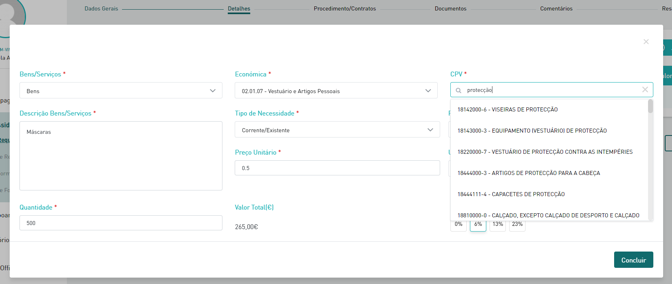 Dados Gerais
Detalhes
Procedimento/Contratos
Documentos
Comentários
Bens/Serviços *
Económica *
CPV *
Bens
02.01.07 - Vestuário e Artigos Pessoais
protecção
Descrição Bens/Serviços *
Tipo de Necessidade *
18142000-6 - VISEIRAS DE PROTECÇÃO
Máscaras
Corrente/Existente
18143000-3 - EQUIPAMENTO (VESTUÁRIO) DE PROTECÇÃO
Preço Unitário *
18220000-7 - VESTUÁRIO DE PROTECÇÃO CONTRA AS INTEMPÉRIES
0.5
18444000-3 - ARTIGOS DE PROTECÇÃO PARA A CABEÇA
18444111-4 - CAPACETES DE PROTECÇÃO
Quantidade *
Valor Total[€]
18810000-0 - CALÇADO, EXCEPTO CALÇADO DE DESPORTO E CALÇADO
500
265,00€
0%
6%
13%
23%
Concluir